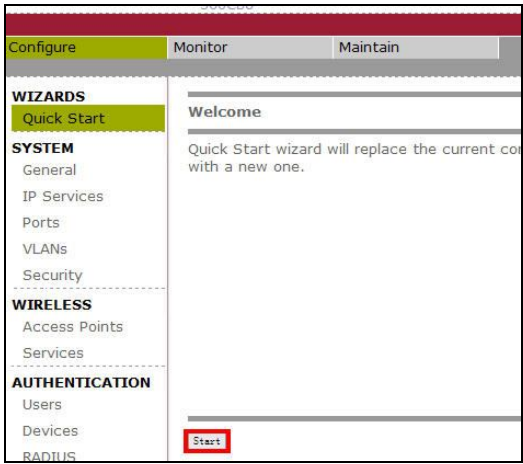 Configure
Monitor
Maintain
WIZARDS
Quick Start
SYSTEM
General
IP Services
Ports
VLANs
Security
WIRELESS
Access Points
Services
AUTHENTICATION
Users
Devices
RADIUS
Welcome
Quick Start wizard will replace the current
with a new one.
Start